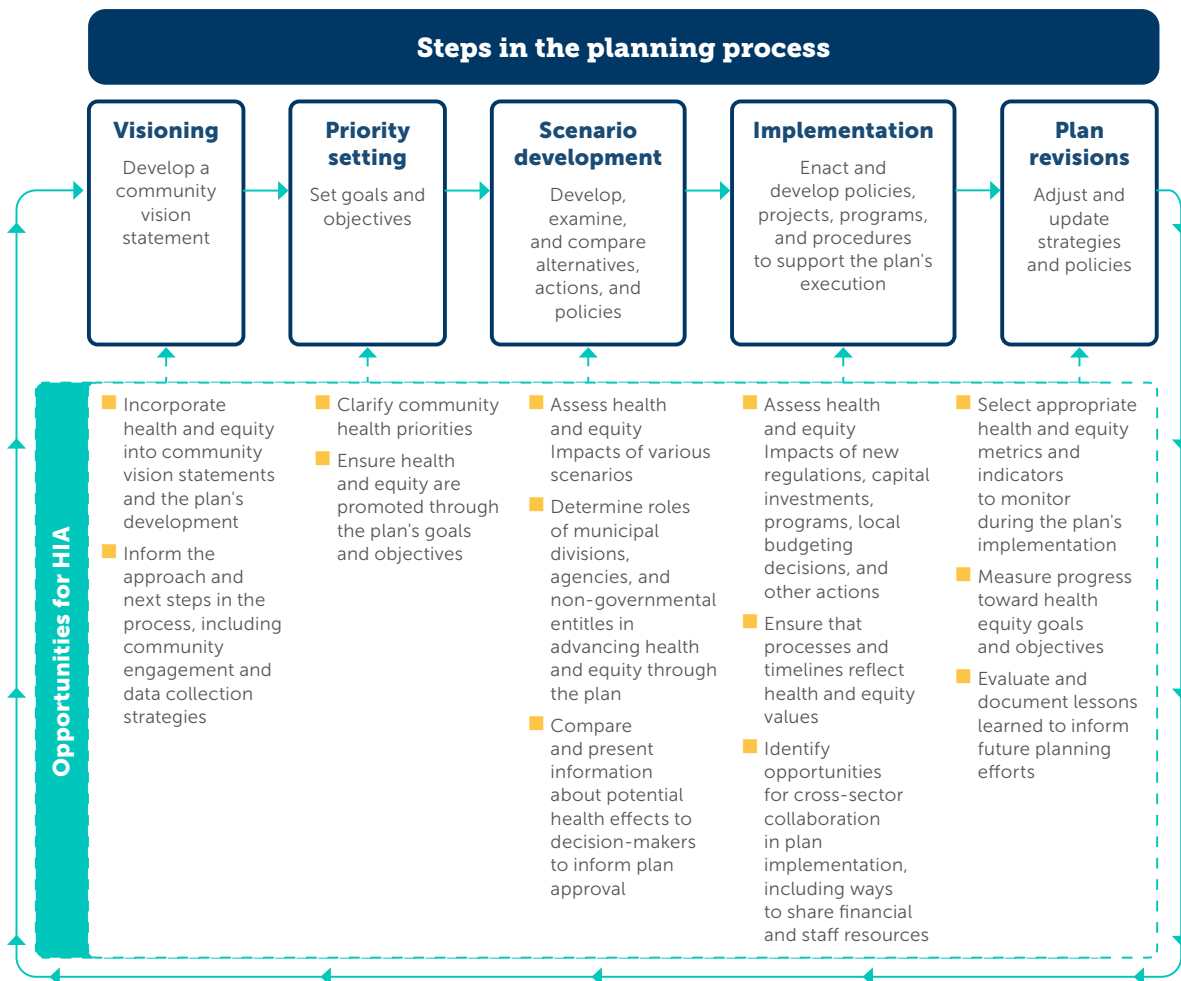 Steps in the planning process
Visioning
Develop a
community
vision
statement
Priority
setting
Set goals and
objectives
Scenario
development
Develop,
examine,
and compare
alternatives,
actions, and
policies
Implementation
Enact and
develop policies,
projects, programs,
and procedures
to support the plan's
execution
Plan
revisions
Adjust and
update
strategies
and policies
Opportunities for HIA
Incorporate
health and equity
into community
vision statements
and the plan's
development
Inform the
approach and
next steps in the
process, including
community
engagement and
data collection
strategies
Clarify community
health priorities
Ensure health
and equity are
promoted through
the plan's goals
and objectives
Assess health
and equity
Impacts of various
scenarios
Determine roles
of municipal
divisions,
agencies, and
non-governmental
entitles in
advancing health
and equity through
the plan
Compare
and present
information
about potential
health effects to
decision-makers
to inform plan
approval
Assess health
and equity
Impacts of new
regulations, capital
investments,
programs, local
budgeting
decisions, and
other actions
Ensure that
processes and
timelines reflect
health and equity
values
Identify
opportunities
for cross-sector
collaboration
in plan
implementation,
including ways
to share financial
and staff resources
Select appropriate
health and equity
metrics and
indicators
to monitor
during the plan's
implementation
Measure progress
toward health
equity goals
and objectives
Evaluate and
document lessons
learned to inform
future planning
efforts